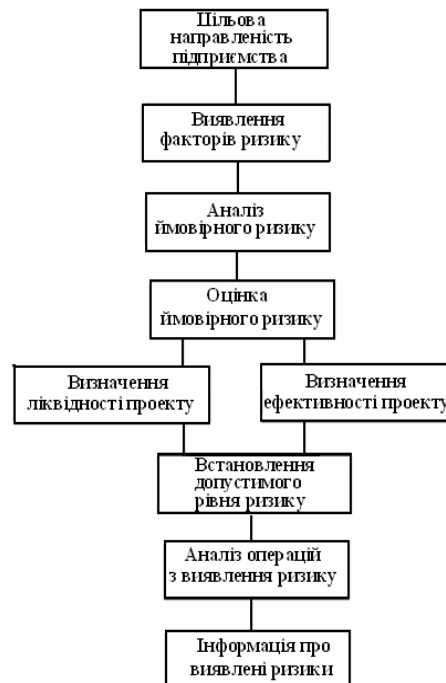 Цільова
направленість
підприємства
Виявлення
факторів ризику
Аналіз
ймовірного ризику
Оцінка
ймовірного ризику
Визначення
ліквідності проекту
Визначення
ефективності проекту
Встановлення
допустимого
рівня ризику
Аналіз операцій
з виявлення ризику
Інформація про
виявлені ризики